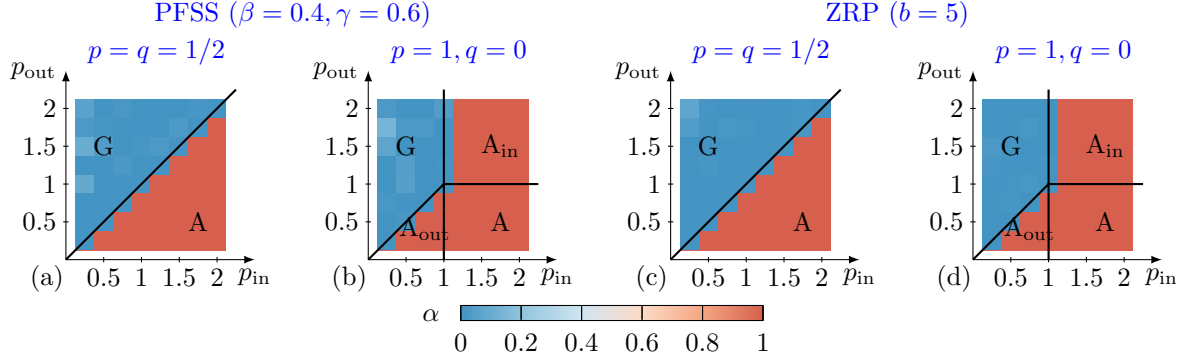 PFSS (β = 0.4, γ = 0.6) ZRP (b = 5)
p = q = 1/2 p = 1, q = 0 p = q = 1/2 p = 1, q = 0
p_out p_out p_out p_out
2 2 2 2
1.5 G 1.5 G A_in 1.5 G 1.5 G A_in
1 1 1 1
0.5 A 0.5 A_out A 0.5 A 0.5 A_out A
(a) 0.5 1 1.5 2 p_in (b) 0.5 1 1.5 2 p_in (c) 0.5 1 1.5 2 p_in (d) 0.5 1 1.5 2 p_in
α
0 0.2 0.4 0.6 0.8 1